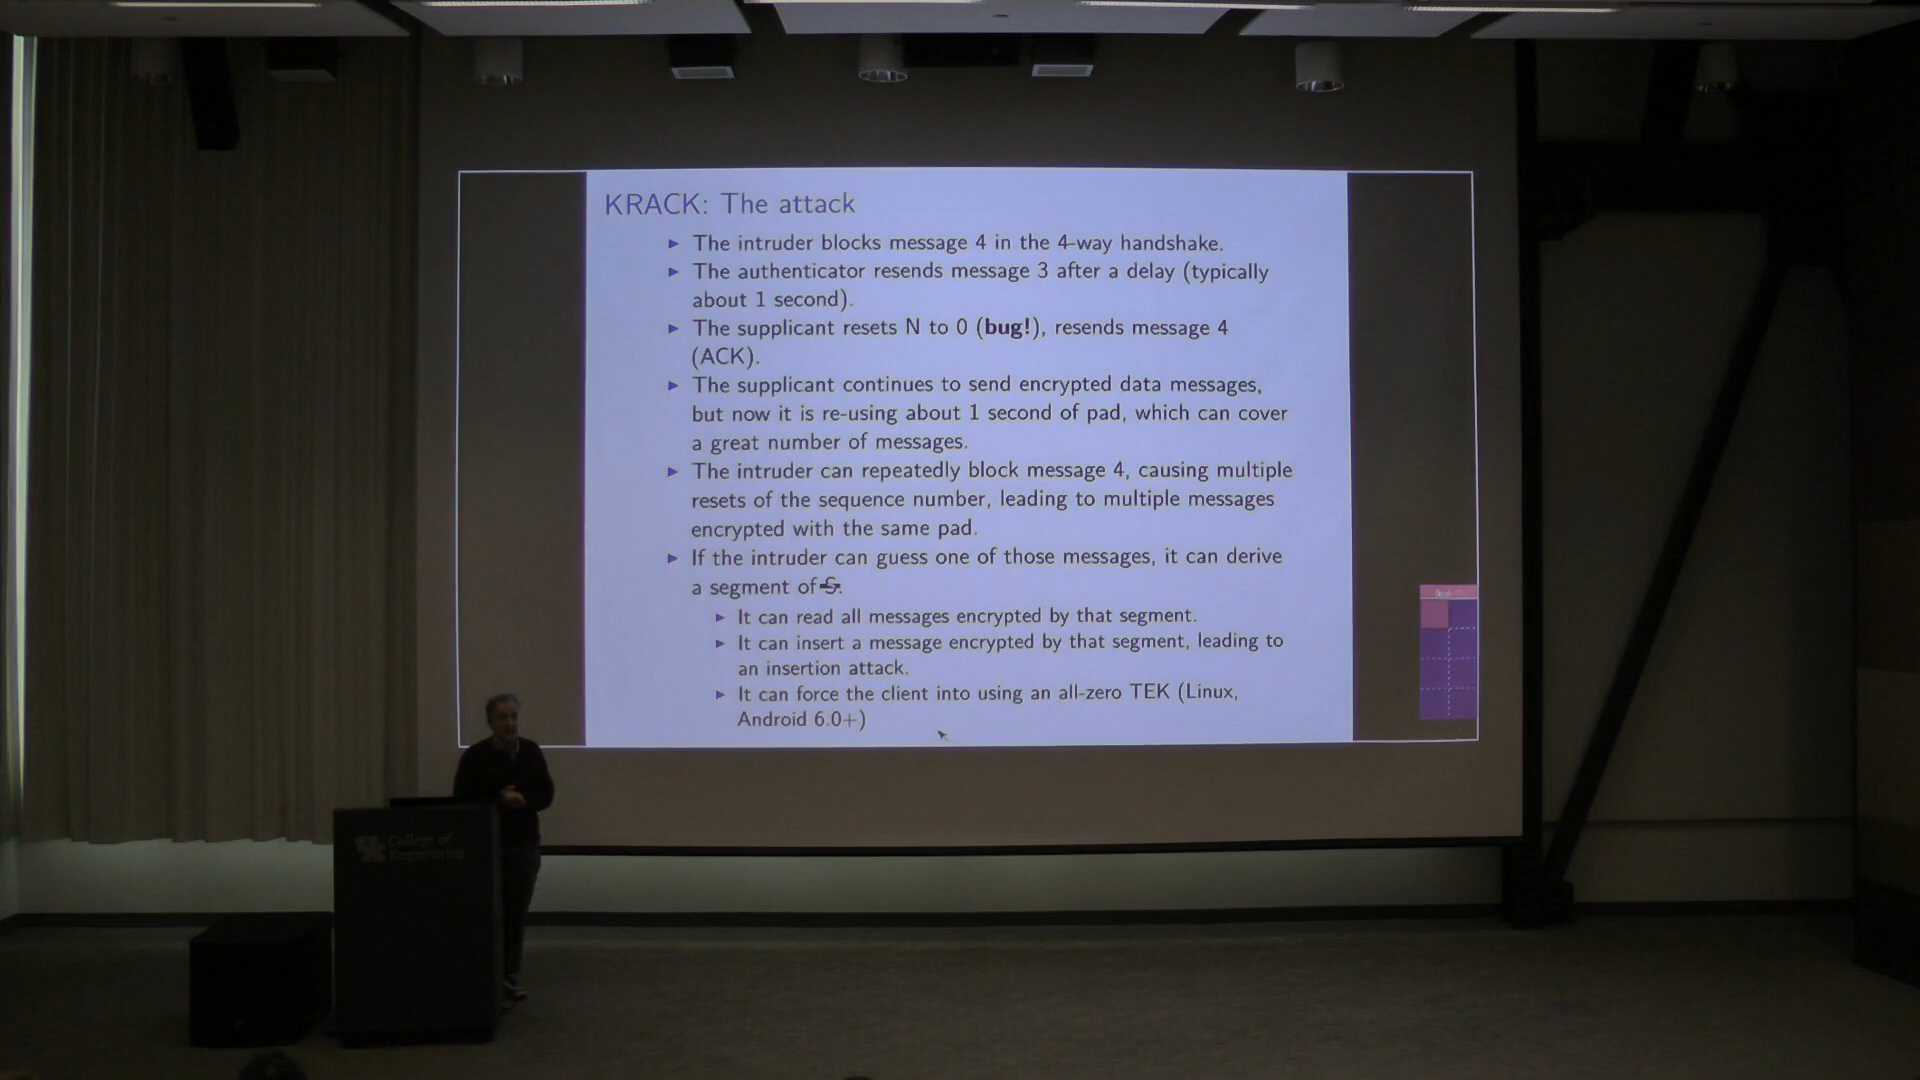 KRACK: The attack
► The intruder blocks message 4 in the 4-way handshake.
► The authenticator resends message 3 after a delay (typically
about 1 second).
► The supplicant resets N to 0 (bug!), resends message 4
(ACK).
► The supplicant continues to send encrypted data messages,
but now it is re-using about 1 second of pad, which can cover
a great number of messages.
► The intruder can repeatedly block message 4, causing multiple
resets of the sequence number, leading to multiple messages
encrypted with the same pad.
► If the intruder can guess one of those messages, it can derive
a segment of S.
► It can read all messages encrypted by that segment.
► It can insert a message encrypted by that segment, leading to
an insertion attack.
► It can force the client into using an all-zero TEK (Linux,
Android 6.0+)
UK College of
Engineering